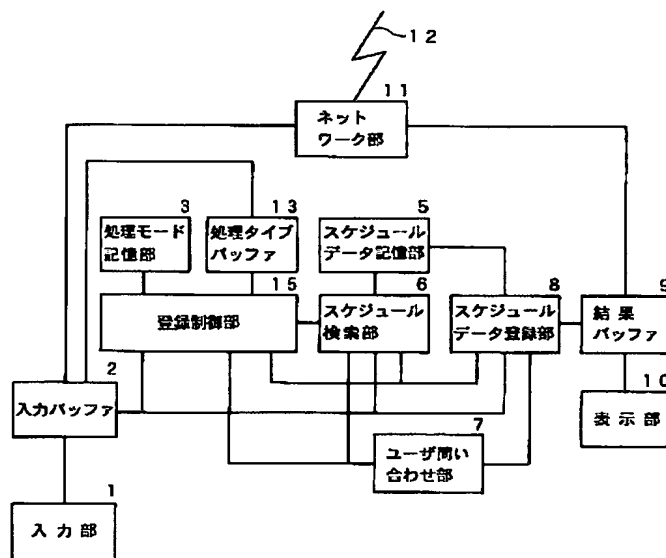 12
11
ネット
ワーク部
3
処理モード
記憶部
13
処理タイプ
バッファ
5
スケジュール
データ記憶部
15
登録制御部
6
スケジュール
検索部
8
スケジュール
データ登録部
9
結果
バッファ
2
入力バッファ
10
表示部
7
ユーザ問い
合わせ部
1
入力部